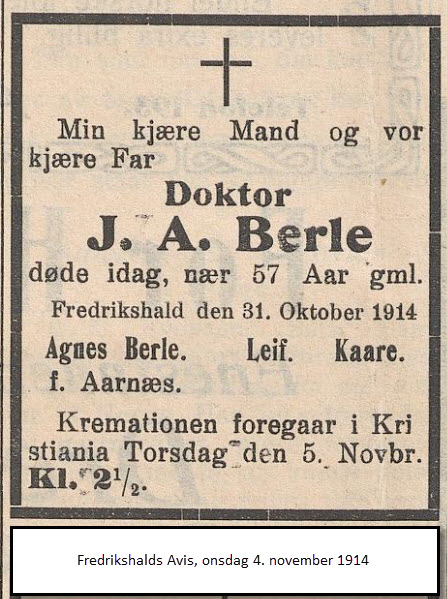 Min kjære Mand og vor
kjære Far
Doktor
J. A. Berle
døde idag, nær 57 Aar gml.
Fredrikshald den 31. Oktober 1914
Agnes Berle. Leif. Kaare.
f. Aarnæs.
Kremationen foregaar i Kri
stiania Torsdag den 5. Novbr.
Kl. 2½.
Fredrikshalds Avis, onsdag 4. november 1914